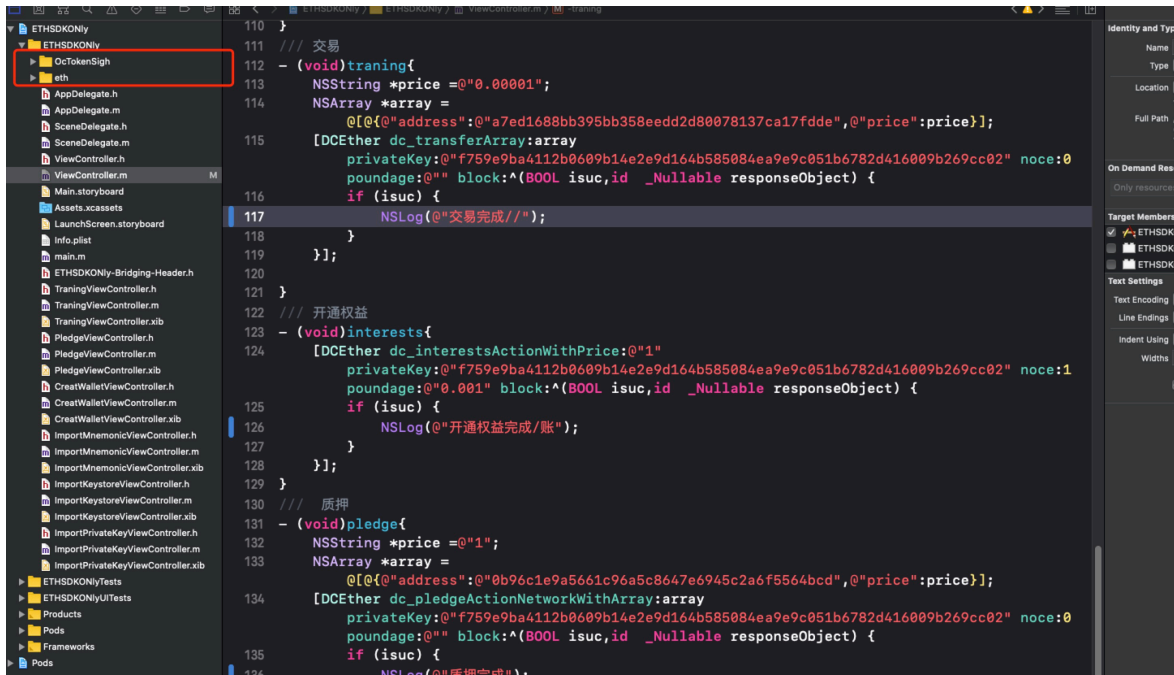 ETHSDKONly ⟩ ETHSDKONly ⟩ ViewController.m ⟩ M -traning
ETHSDKONly
ETHSDKONly
OcTokenSigh
eth
AppDelegate.h
AppDelegate.m
SceneDelegate.h
SceneDelegate.m
ViewController.h
ViewController.m M
Main.storyboard
Assets.xcassets
LaunchScreen.storyboard
Info.plist
main.m
ETHSDKONly-Bridging-Header.h
TraningViewController.h
TraningViewController.m
TraningViewController.xib
PledgeViewController.h
PledgeViewController.m
PledgeViewController.xib
CreatWalletViewController.h
CreatWalletViewController.m
CreatWalletViewController.xib
ImportMnemonicViewController.h
ImportMnemonicViewController.m
ImportMnemonicViewController.xib
ImportKeystoreViewController.h
ImportKeystoreViewController.m
ImportKeystoreViewController.xib
ImportPrivateKeyViewController.h
ImportPrivateKeyViewController.m
ImportPrivateKeyViewController.xib
ETHSDKONlyTests
ETHSDKONlyUITests
Products
Pods
Frameworks
Pods
110 }
111 /// 交易
112 - (void)traning{
113 NSString *price =@"0.00001";
114 NSArray *array =
@[@{@"address":@"a7ed1688bb395bb358eedd2d80078137ca17fdde",@"price":price}];
115 [DCEther dc_transferArray:array
privateKey:@"f759e9ba4112b0609b14e2e9d164b585084ea9e9c051b6782d416009b269cc02" noce:0
poundage:@"" block:^(BOOL isuc,id _Nullable responseObject) {
116 if (isuc) {
117 NSLog(@"交易完成//");
118 }
119 }];
120
121 }
122 /// 开通权益
123 - (void)interests{
124 [DCEther dc_interestsActionWithPrice:@"1"
privateKey:@"f759e9ba4112b0609b14e2e9d164b585084ea9e9c051b6782d416009b269cc02" noce:1
poundage:@"0.001" block:^(BOOL isuc,id _Nullable responseObject) {
125 if (isuc) {
126 NSLog(@"开通权益完成/账");
127 }
128 }];
129 }
130 /// 质押
131 - (void)pledge{
132 NSString *price =@"1";
133 NSArray *array =
@[@{@"address":@"0b96c1e9a5661c96a5c8647e6945c2a6f5564bcd",@"price":price}];
134 [DCEther dc_pledgeActionNetworkWithArray:array
privateKey:@"f759e9ba4112b0609b14e2e9d164b585084ea9e9c051b6782d416009b269cc02" noce:0
poundage:@"" block:^(BOOL isuc,id _Nullable responseObject) {
135 if (isuc) {
136 NSLog(@"质押完成");
Identity and Typ
Name
Type
Location
Full Path
On Demand Res
Only resource
Target Members
ETHSDK
ETHSDK
ETHSDK
Text Settings
Text Encoding
Line Endings
Indent Using
Widths